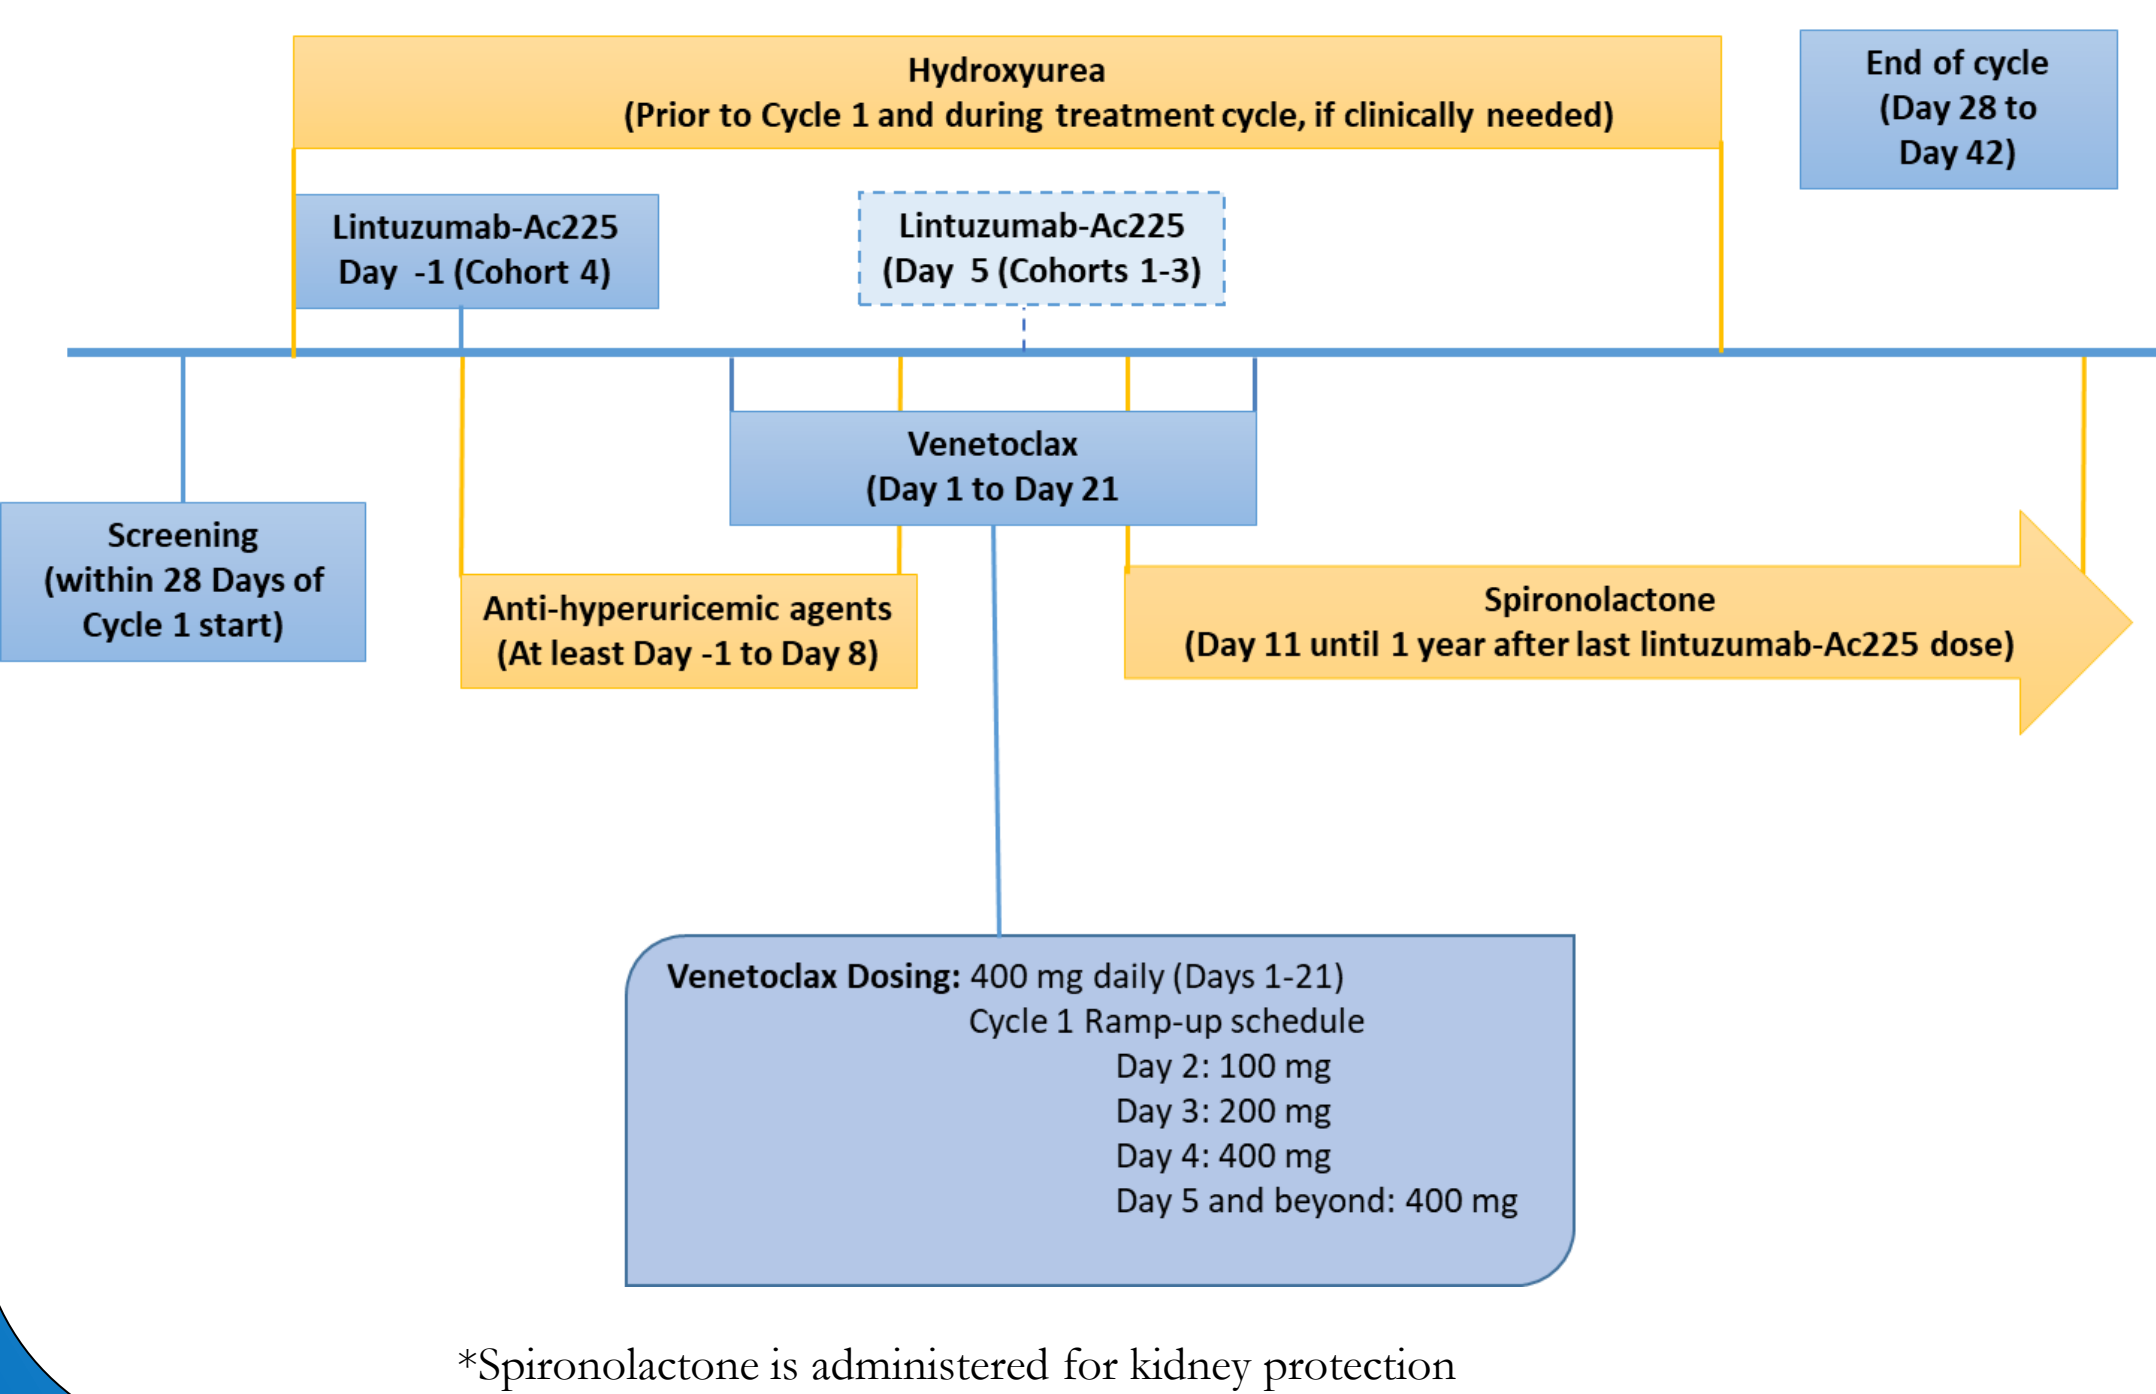 Hydroxyurea
(Prior to Cycle 1 and during treatment cycle, if clinically needed)
End of cycle
(Day 28 to
Day 42)
Lintuzumab-Ac225
Day -1 (Cohort 4)
Lintuzumab-Ac225
(Day 5 (Cohorts 1-3)
Venetoclax
(Day 1 to Day 21
Screening
(within 28 Days of
Cycle 1 start)
Anti-hyperuricemic agents
(At least Day -1 to Day 8)
Spironolactone
(Day 11 until 1 year after last lintuzumab-Ac225 dose)
Venetoclax Dosing: 400 mg daily (Days 1-21)
Cycle 1 Ramp-up schedule
Day 2: 100 mg
Day 3: 200 mg
Day 4: 400 mg
Day 5 and beyond: 400 mg
*Spironolactone is administered for kidney protection